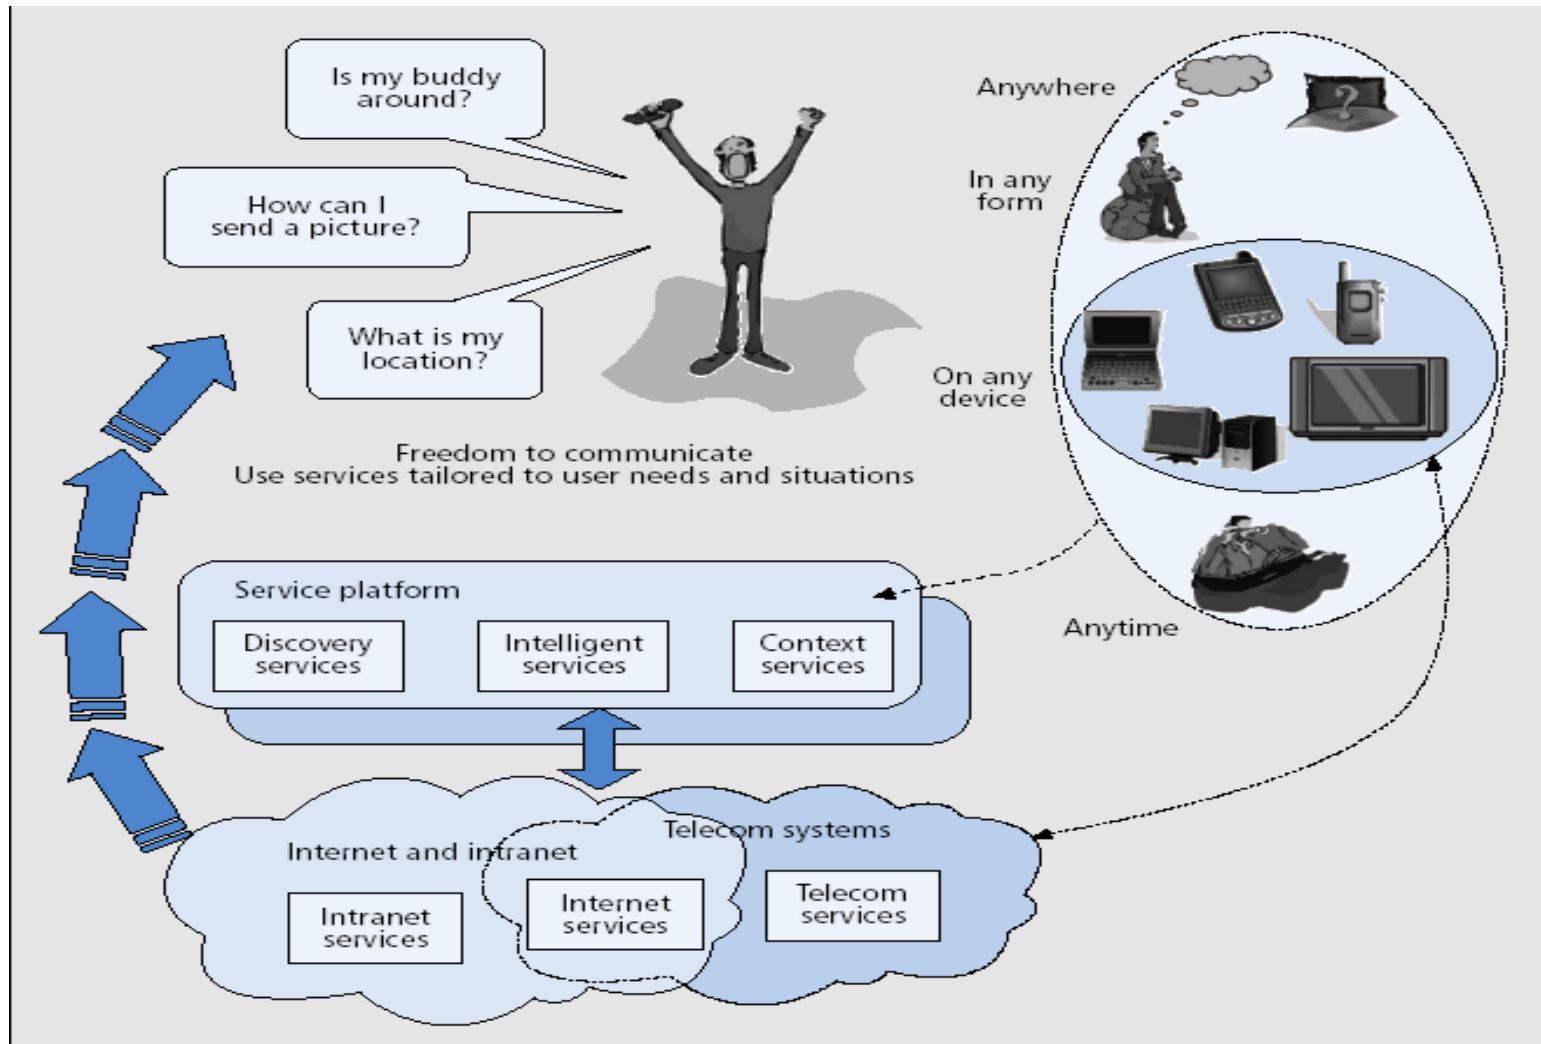 Is my buddy
around?
How can I
send a picture?
What is my
location?
Anywhere
?
In any
form
On any
device
Freedom to communicate
Use services tailored to user needs and situations
Anytime
Service platform
Discovery
services
Intelligent
services
Context
services
Internet and intranet
Telecom systems
Intranet
services
Internet
services
Telecom
services